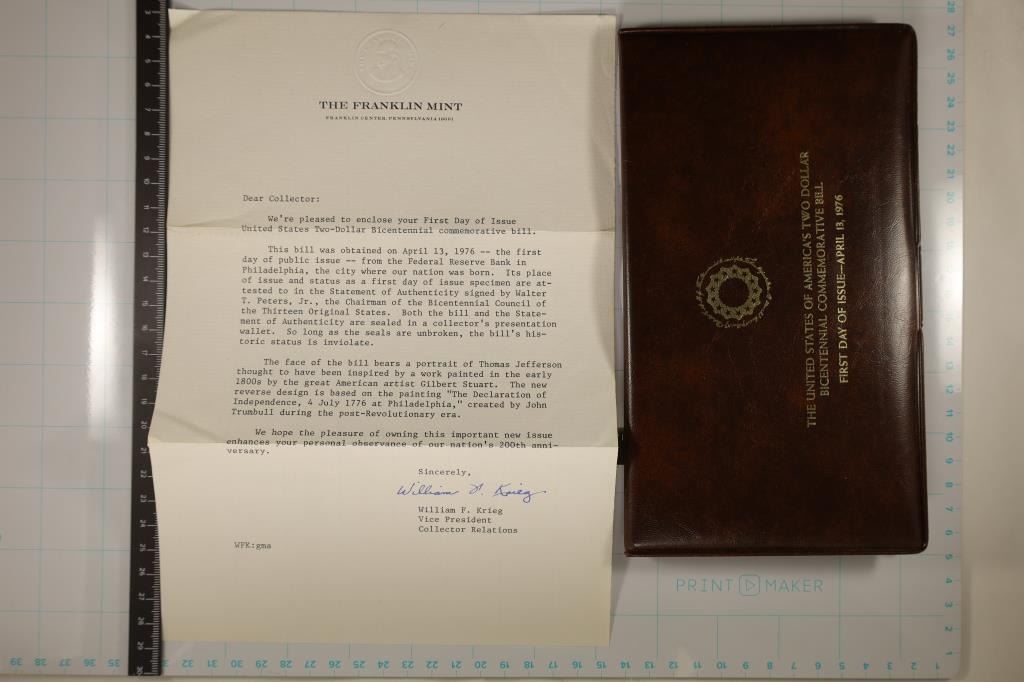 THE FRANKLIN MINT
FRANKLIN CENTER, PENNSYLVANIA 19091
Dear Collector:
We're pleased to enclose your First Day of Issue
United States Two-Dollar Bicentennial commemorative bill.
This bill was obtained on April 13, 1976 -- the first
day of public issue -- from the Federal Reserve Bank in
Philadelphia, the city where our nation was born. Its place
of issue and status as a first day of issue specimen are at-
tested to in the Statement of Authenticity signed by Walter
T. Peters, Jr., the Chairman of the Bicentennial Council of
the Thirteen Original States. Both the bill and the State-
ment of Authenticity are sealed in a collector's presentation
wallet. So long as the seals are unbroken, the bill's his-
toric status is inviolate.
The face of the bill bears a portrait of Thomas Jefferson
thought to have been inspired by a work painted in the early
1800s by the great American artist Gilbert Stuart. The new
reverse design is based on the painting "The Declaration of
Independence, 4 July 1776 at Philadelphia," created by John
Trumbull during the post-Revolutionary era.
We hope the pleasure of owning this important new issue
enhances your personal observance of our nation's 200th anni-
versary.
Sincerely,
William F. Krieg
William F. Krieg
Vice President
Collector Relations
WFK:gma
THE UNITED STATES OF AMERICA'S TWO DOLLAR
BICENTENNIAL COMMEMORATIVE BILL
FIRST DAY OF ISSUE—APRIL 13, 1976
PRINT MAKER